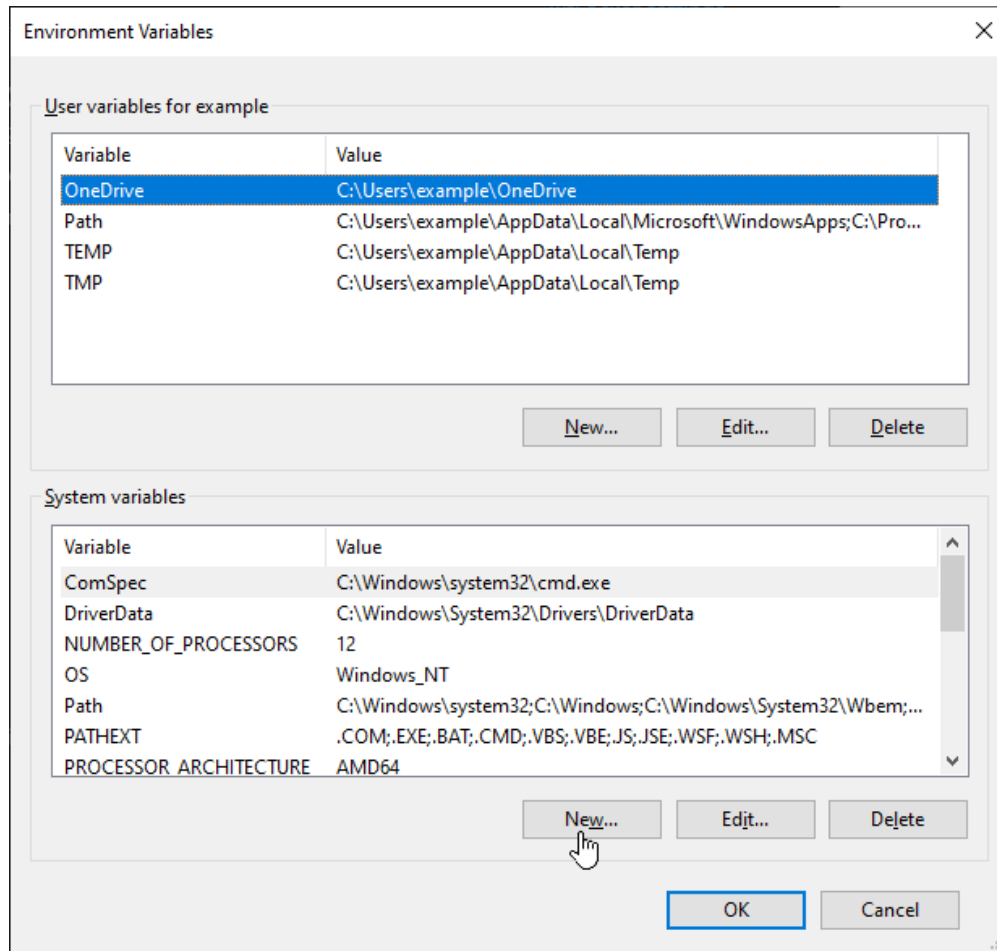 Environment Variables
User variables for example
Variable Value
OneDrive C:\Users\example\OneDrive
Path C:\Users\example\AppData\Local\Microsoft\WindowsApps;C:\Pro...
TEMP C:\Users\example\AppData\Local\Temp
TMP C:\Users\example\AppData\Local\Temp
New... Edit... Delete
System variables
Variable Value
ComSpec C:\Windows\system32\cmd.exe
DriverData C:\Windows\System32\Drivers\DriverData
NUMBER_OF_PROCESSORS 12
OS Windows_NT
Path C:\Windows\system32;C:\Windows;C:\Windows\System32\Wbem;...
PATHEXT .COM;.EXE;.BAT;.CMD;.VBS;.VBE;.JS;.JSE;.WSF;.WSH;.MSC
PROCESSOR_ARCHITECTURE AMD64
New... Edit... Delete
OK Cancel